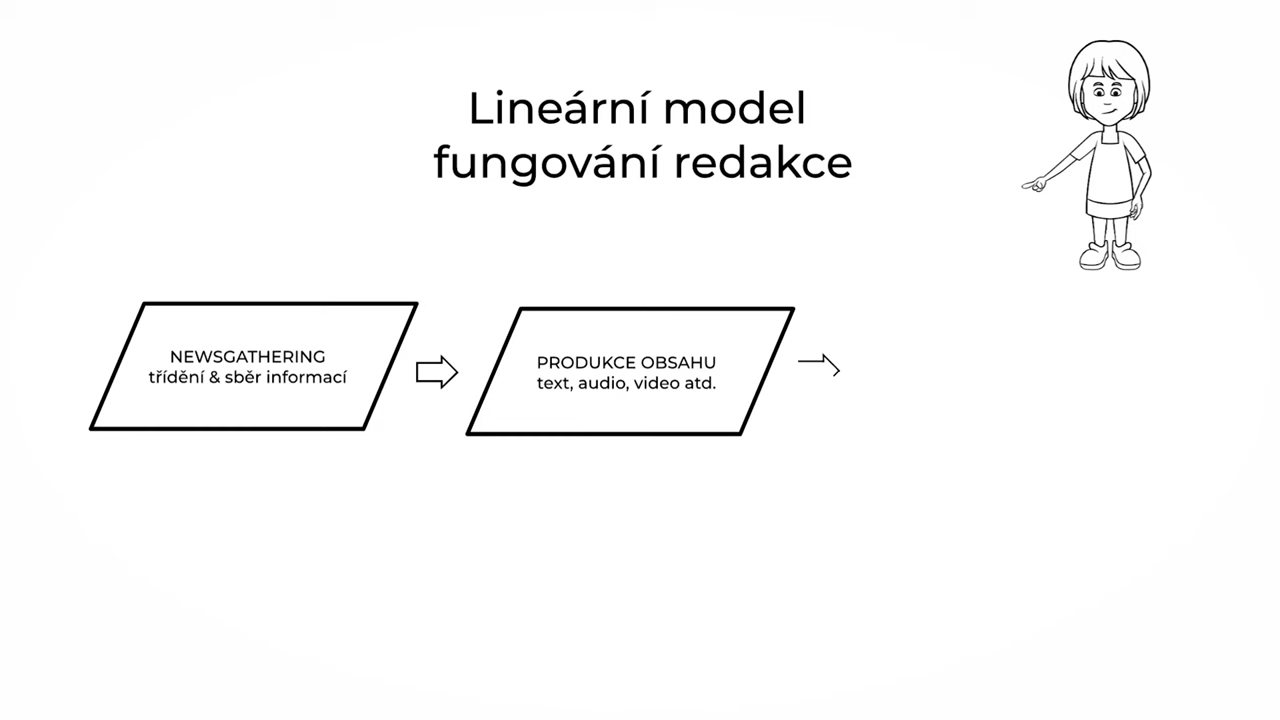 Lineární model
fungování redakce
NEWSGATHERING
třídění & sběr informací
PRODUKCE OBSAHU
text, audio, video atd.